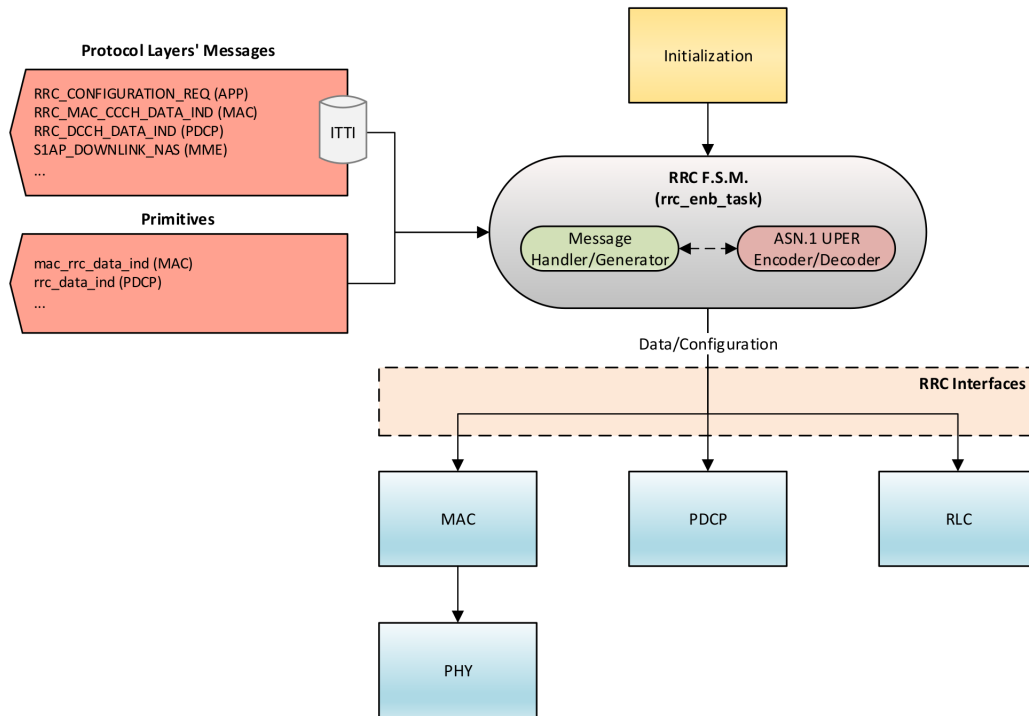 Protocol Layers' Messages
RRC_CONFIGURATION_REQ (APP)
RRC_MAC_CCCH_DATA_IND (MAC)
RRC_DCCH_DATA_IND (PDCP)
S1AP_DOWNLINK_NAS (MME)
...
ITTI
Primitives
mac_rrc_data_ind (MAC)
rrc_data_ind (PDCP)
...
Initialization
RRC F.S.M.
(rrc_enb_task)
Message
Handler/Generator
ASN.1 UPER
Encoder/Decoder
Data/Configuration
RRC Interfaces
MAC
PDCP
RLC
PHY